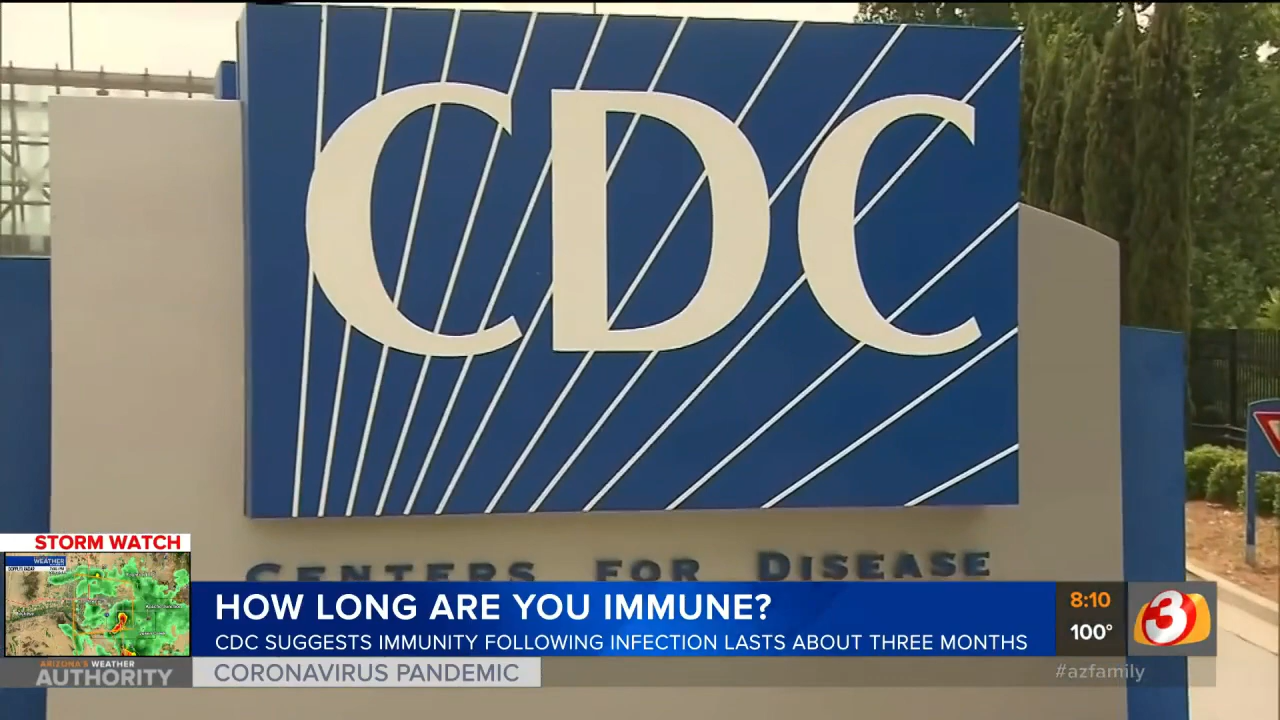 CDC
CENTERS FOR DISEASE
STORM WATCH
WEATHER
HOW LONG ARE YOU IMMUNE?
CDC SUGGESTS IMMUNITY FOLLOWING INFECTION LASTS ABOUT THREE MONTHS
8:10
100°
3
ARIZONA'S WEATHER
AUTHORITY
CORONAVIRUS PANDEMIC
#azfamily